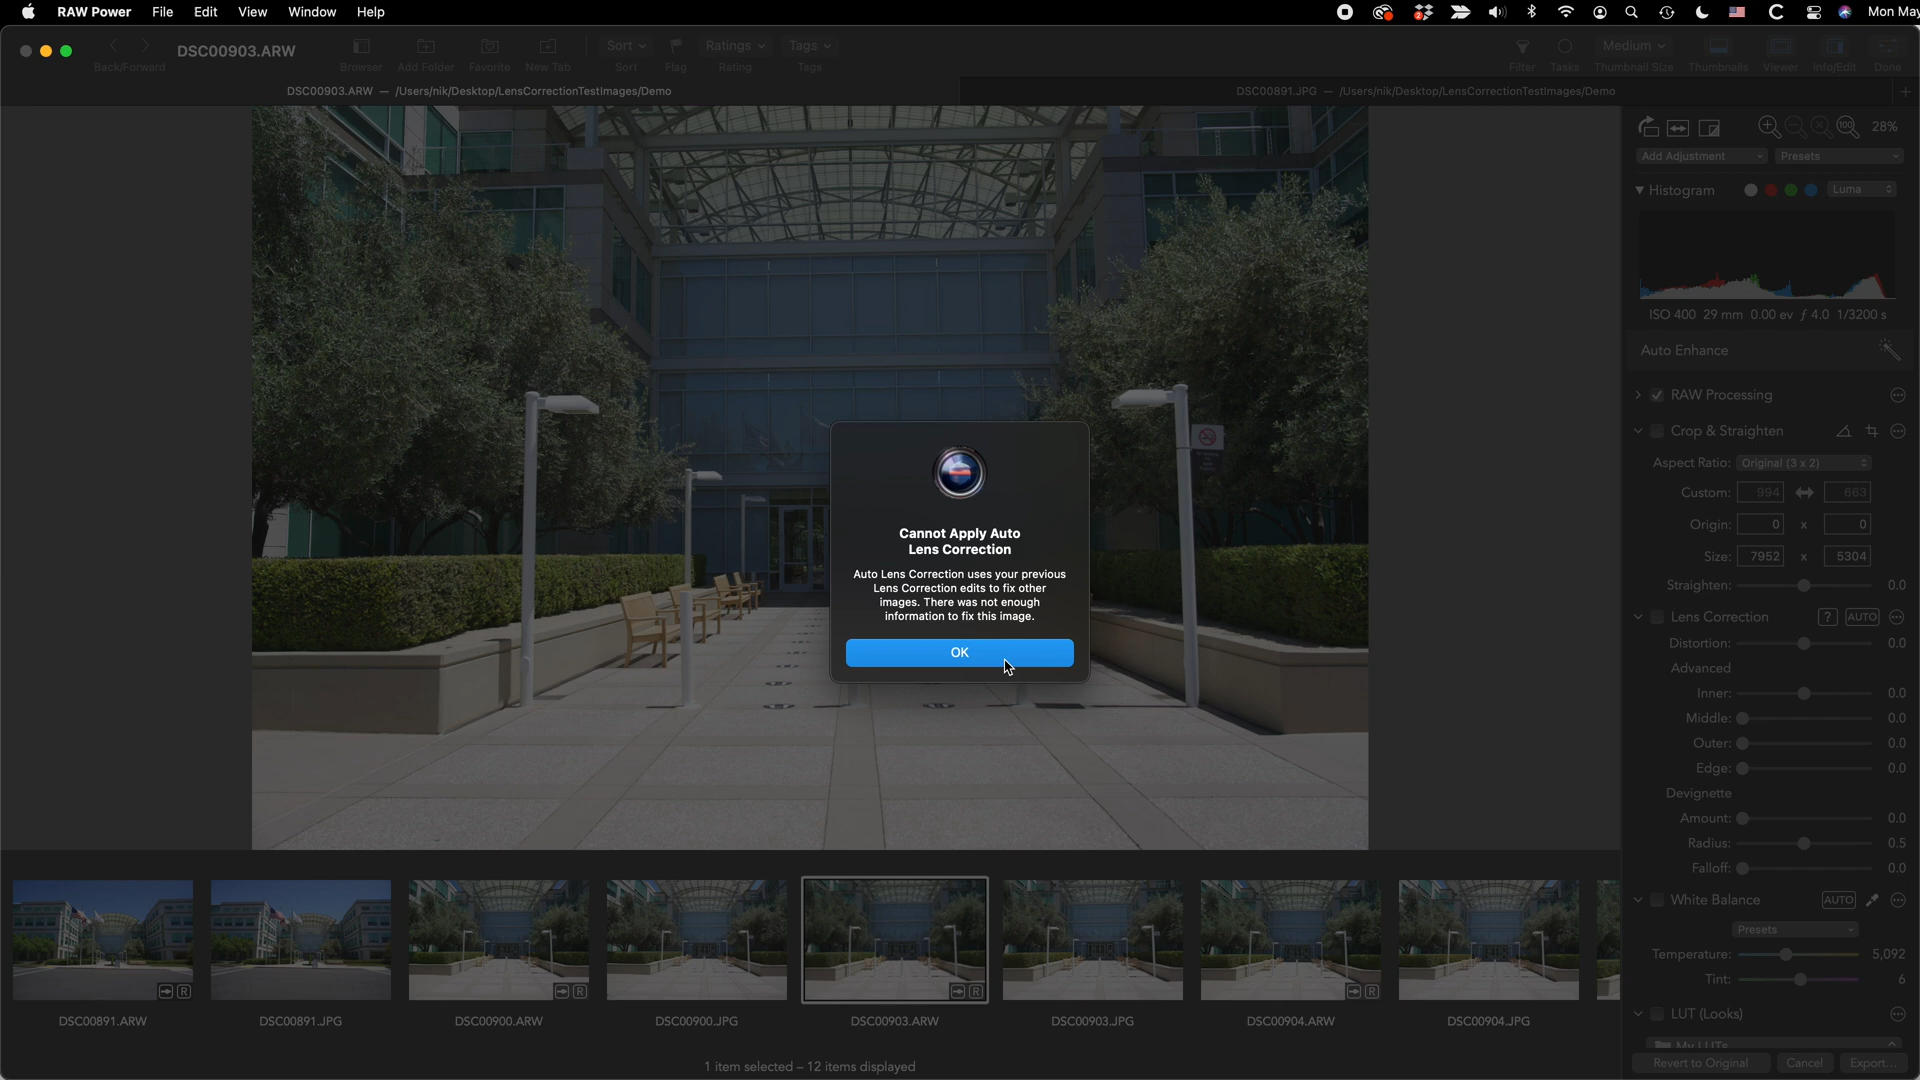 RAW Power File Edit View Window Help
2
Mon May
DSC00903.ARW
Back/Forward
Browser
Add Folder
Favorite
New Tab
Sort
Sort
Flag
Ratings
Rating
Tags
Tags
Filter
Tasks
Medium
Thumbnail Size
Thumbnails
Viewer
Info/Edit
Done
DSC00903.ARW — /Users/nik/Desktop/LensCorrectionTestImages/Demo
DSC00891.JPG — /Users/nik/Desktop/LensCorrectionTestImages/Demo
100
28%
Add Adjustment
Presets
Histogram
Luma
ISO 400 29 mm 0.00 ev ƒ 4.0 1/3200 s
Auto Enhance
RAW Processing
Crop & Straighten
Aspect Ratio: Original (3 x 2)
Custom: 994 663
Origin: 0 x 0
Size: 7952 x 5304
Straighten: 0.0
Lens Correction ? AUTO
Distortion: 0.0
Advanced
Inner: 0.0
Middle: 0.0
Outer: 0.0
Edge: 0.0
Devignette
Amount: 0.0
Radius: 0.5
Falloff: 0.0
White Balance AUTO
Presets
Temperature: 5,092
Tint: 6
LUT (Looks)
My LUTs
Revert to Original
Cancel
Export...
Cannot Apply Auto
Lens Correction
Auto Lens Correction uses your previous
Lens Correction edits to fix other
images. There was not enough
information to fix this image.
OK
R
R
R
R
DSC00891.ARW
DSC00891.JPG
DSC00900.ARW
DSC00900.JPG
DSC00903.ARW
DSC00903.JPG
DSC00904.ARW
DSC00904.JPG
1 item selected – 12 items displayed